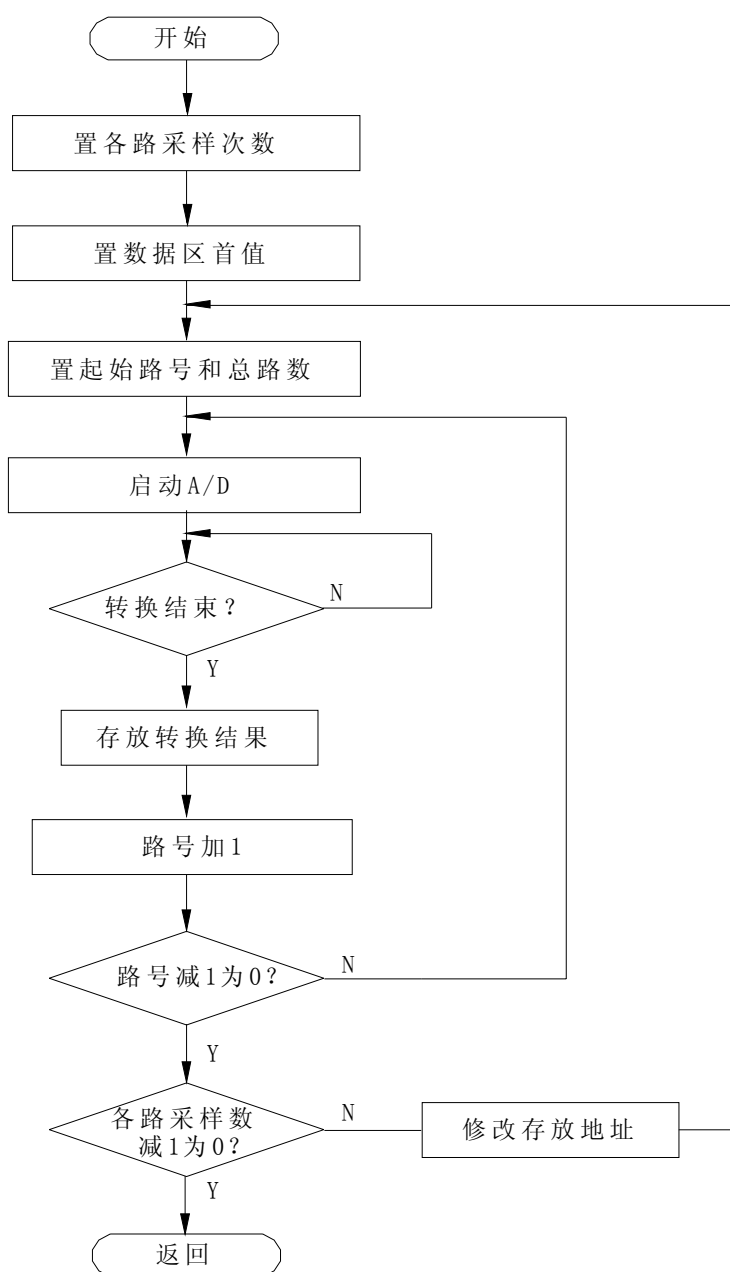 开始
置各路采样次数
置数据区首值
置起始路号和总路数
启动A/D
转换结束？
N
Y
存放转换结果
路号加1
路号减1为0？
N
Y
各路采样数
减1为0？
N
修改存放地址
Y
返回